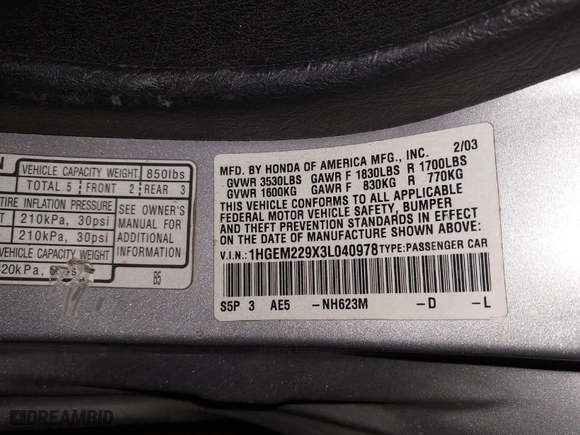 N VEHICLE CAPACITY WEIGHT 850lbs
TOTAL 5 FRONT 2 REAR 3
TIRE INFLATION PRESSURE
210kPa, 30psi
210kPa, 30psi
420kPa,
SEE OWNER'S
MANUAL FOR
ADDITIONAL
INFORMATION
B5
MFD. BY HONDA OF AMERICA MFG., INC. 2/03
GVWR 3530LBS GAWR F 1830LBS R 1700LBS
GVWR 1600KG GAWR F 830KG R 770KG
THIS VEHICLE CONFORMS TO ALL APPLICABLE
FEDERAL MOTOR VEHICLE SAFETY, BUMPER
AND THEFT PREVENTION STANDARDS IN EFFECT
ON THE DATE OF MANUFACTURE SHOWN ABOVE:
V.I.N.: 1HGEM229X3L040978 TYPE: PASSENGER CAR
S5P 3 AE5 -NH623M -D -L
DREAMBID